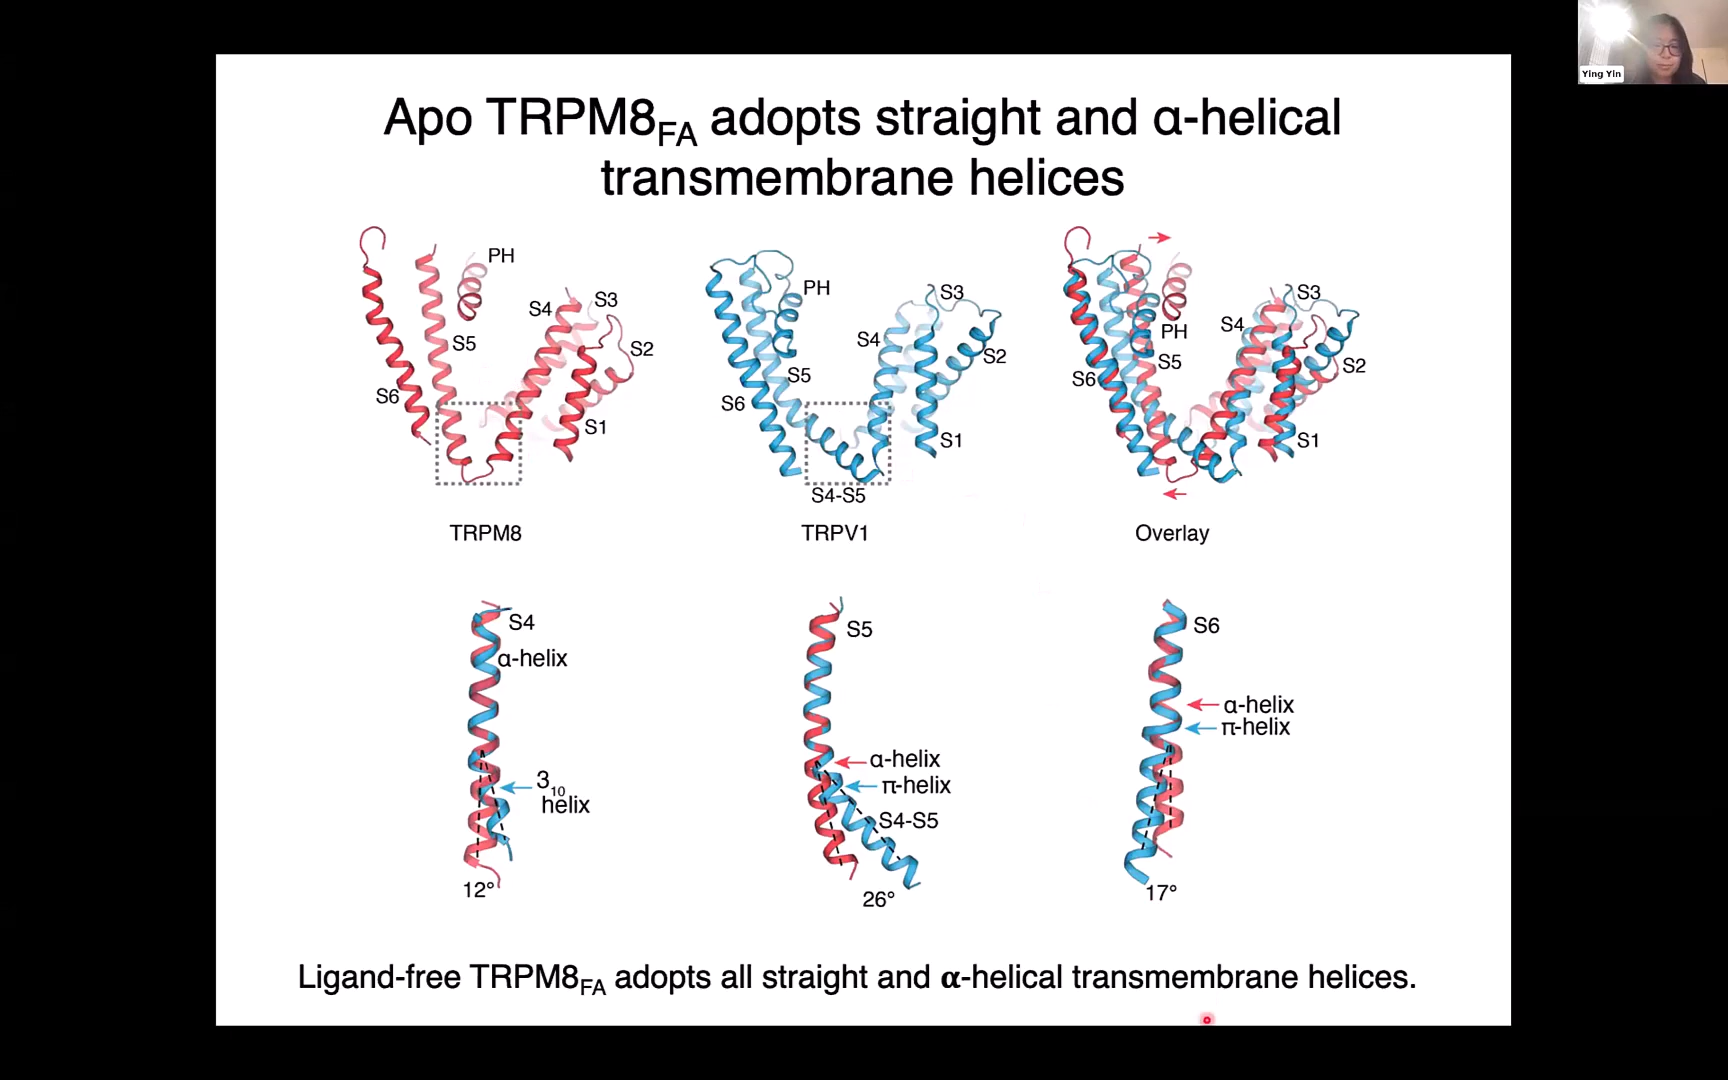 Ying Yin
Apo TRPM8FA adopts straight and α-helical
transmembrane helices
PH
S4
S3
S5
S2
S6
S1
TRPM8
PH
S3
S4
S2
S5
S6
S1
S4-S5
TRPV1
S3
S4
PH
S5
S2
S6
S1
Overlay
S4
α-helix
310
helix
12°
S5
α-helix
π-helix
S4-S5
26°
S6
α-helix
π-helix
17°
Ligand-free TRPM8FA adopts all straight and α-helical transmembrane helices.